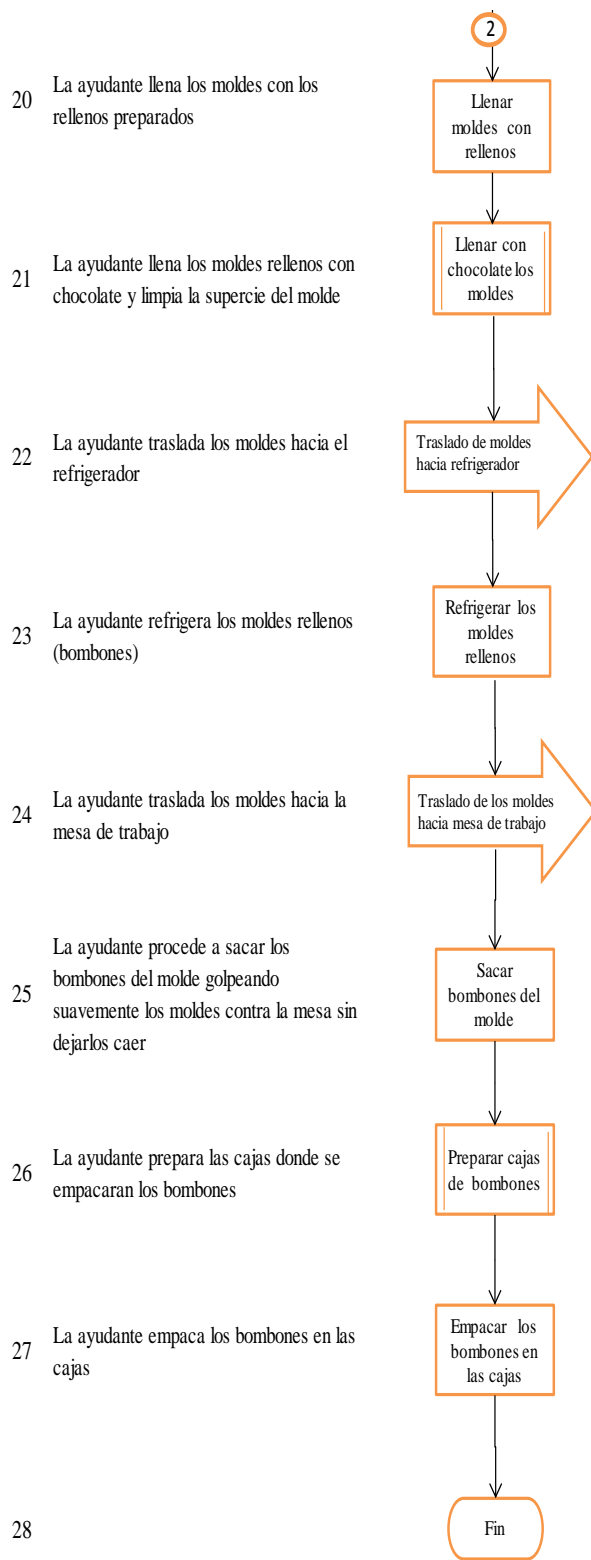 2
20
La ayudante llena los moldes con los
rellenos preparados
Llenar
moldes con
rellenos
21
La ayudante llena los moldes rellenos con
chocolate y limpia la supercie del molde
Llenar con
chocolate los
moldes
22
La ayudante traslada los moldes hacia el
refrigerador
Traslado de moldes
hacia refrigerador
23
La ayudante refrigera los moldes rellenos
(bombones)
Refrigerar los
moldes
rellenos
24
La ayudante traslada los moldes hacia la
mesa de trabajo
Traslado de los moldes
hacia mesa de trabajo
25
La ayudante procede a sacar los
bombones del molde golpeando
suavemente los moldes contra la mesa sin
dejarlos caer
Sacar
bombones del
molde
26
La ayudante prepara las cajas donde se
empacaran los bombones
Preparar cajas
de bombones
27
La ayudante empaca los bombones en las
cajas
Empacar los
bombones en
las cajas
28
Fin